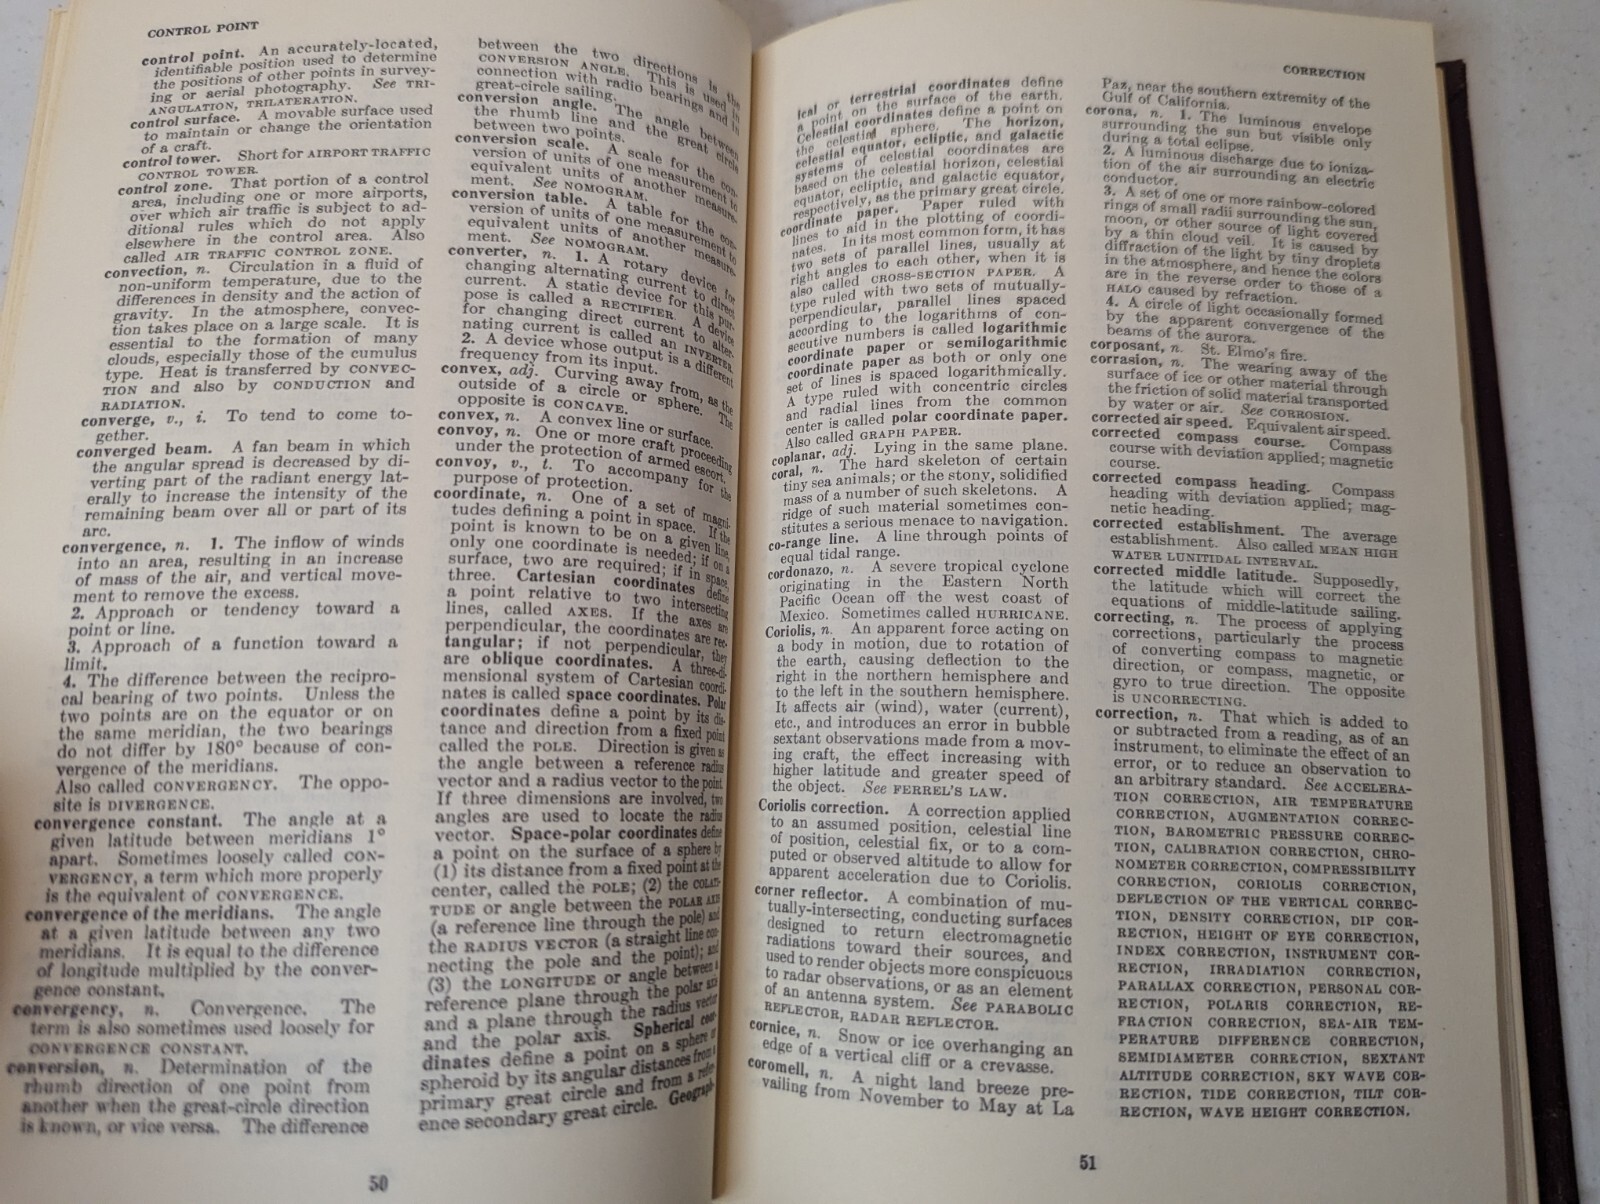 CONTROL POINT
control point. An accurately-located,
identifiable position used to determine
the positions of other points in survey-
ing or aerial photography. See TRI-
ANGULATION, TRILATERATION.
control surface. A movable surface used
to maintain or change the orientation
of a craft.
control tower. Short for AIRPORT TRAFFIC
CONTROL TOWER.
control zone. That portion of a control
area, including one or more airports,
over which air traffic is subject to ad-
ditional rules which do not apply
elsewhere in the control area. Also
called AIR TRAFFIC CONTROL ZONE.
convection, n. Circulation in a fluid of
non-uniform temperature, due to the
differences in density and the action of
gravity. In the atmosphere, convec-
tion takes place on a large scale. It is
essential to the formation of many
clouds, especially those of the cumulus
type. Heat is transferred by CONVEC-
TION and also by CONDUCTION and
RADIATION.
converge, v., i. To tend to come to-
gether.
converged beam. A fan beam in which
the angular spread is decreased by di-
verting part of the radiant energy lat-
erally to increase the intensity of the
remaining beam over all or part of its
arc.
convergence, n. 1. The inflow of winds
into an area, resulting in an increase
of mass of the air, and vertical move-
ment to remove the excess.
2. Approach or tendency toward a
point or line.
3. Approach of a function toward a
limit.
4. The difference between the recipro-
cal bearing of two points. Unless the
two points are on the equator or on
the same meridian, the two bearings
do not differ by 180° because of con-
vergence of the meridians.
Also called CONVERGENCY. The oppo-
site is DIVERGENCE.
convergence constant. The angle at a
given latitude between meridians 1°
apart. Sometimes loosely called CON-
VERGENCY, a term which more properly
is the equivalent of CONVERGENCE.
convergence of the meridians. The angle
at a given latitude between any two
meridians. It is equal to the difference
of longitude multiplied by the conver-
gence constant.
convergency, n. Convergence. The
term is also sometimes used loosely for
CONVERGENCE CONSTANT.
conversion, n. Determination of the
rhumb direction of one point from
another when the great-circle direction
is known, or vice versa. The difference
between the two directions is the
CONVERSION ANGLE. This is used in
connection with radio bearings and in
great-circle sailing.
conversion angle. The angle between
the rhumb line and the great circle
between two points.
conversion scale. A scale for the con-
version of units of one measurement to
equivalent units of another measure-
ment. See NOMOGRAM.
conversion table. A table for the con-
version of units of one measurement to
equivalent units of another measure-
ment. See NOMOGRAM.
converter, n. 1. A rotary device for
changing alternating current to direct
current. A static device for this pur-
pose is called a RECTIFIER. A device
for changing direct current to alter-
nating current is called an INVERTER.
2. A device whose output is a different
frequency from its input.
convex, adj. Curving away from, as the
outside of a circle or sphere. The
opposite is CONCAVE.
convex, n. A convex line or surface.
convoy, n. One or more craft proceeding
under the protection of armed escort.
convoy, v., t. To accompany for the
purpose of protection.
coordinate, n. One of a set of magni-
tudes defining a point in space. If the
point is known to be on a given line,
only one coordinate is needed; if on a
surface, two are required; if in space,
three. Cartesian coordinates define
a point relative to two intersecting
lines, called AXES. If the axes are
perpendicular, the coordinates are rec-
tangular; if not perpendicular, they
are oblique coordinates. A three-di-
mensional system of Cartesian coordi-
nates is called space coordinates. Polar
coordinates define a point by its dis-
tance and direction from a fixed point
called the POLE. Direction is given as
the angle between a reference radius
vector and a radius vector to the point.
If three dimensions are involved, two
angles are used to locate the radius
vector. Space-polar coordinates define
a point on the surface of a sphere by
(1) its distance from a fixed point at the
center, called the POLE; (2) the COLATI-
TUDE or angle between the POLAR AXIS
(a reference line through the pole) and
the RADIUS VECTOR (a straight line con-
necting the pole and the point); and
(3) the LONGITUDE or angle between a
reference plane through the polar axis
and a plane through the radius vector
and the polar axis. Spherical coor-
dinates define a point on a sphere or
spheroid by its angular distances from a
primary great circle and from a refer-
ence secondary great circle. Geograph-
50
CORRECTION
ical or terrestrial coordinates define
a point on the surface of the earth.
Celestial coordinates define a point on
the celestial sphere. The horizon,
celestial equator, ecliptic, and galactic
systems of celestial coordinates are
based on the celestial horizon, celestial
equator, ecliptic, and galactic equator,
respectively, as the primary great circle.
coordinate paper. Paper ruled with
lines to aid in the plotting of coordi-
nates. In its most common form, it has
two sets of parallel lines, usually at
right angles to each other, when it is
also called CROSS-SECTION PAPER. A
type ruled with two sets of mutually-
perpendicular, parallel lines spaced
according to the logarithms of con-
secutive numbers is called logarithmic
coordinate paper or semilogarithmic
coordinate paper as both or only one
set of lines is spaced logarithmically.
A type ruled with concentric circles
and radial lines from the common
center is called polar coordinate paper.
Also called GRAPH PAPER.
coplanar, adj. Lying in the same plane.
coral, n. The hard skeleton of certain
tiny sea animals; or the stony, solidified
mass of a number of such skeletons. A
ridge of such material sometimes con-
stitutes a serious menace to navigation.
co-range line. A line through points of
equal tidal range.
cordonazo, n. A severe tropical cyclone
originating in the Eastern North
Pacific Ocean off the west coast of
Mexico. Sometimes called HURRICANE.
Coriolis, n. An apparent force acting on
a body in motion, due to rotation of
the earth, causing deflection to the
right in the northern hemisphere and
to the left in the southern hemisphere.
It affects air (wind), water (current),
etc., and introduces an error in bubble
sextant observations made from a mov-
ing craft, the effect increasing with
higher latitude and greater speed of
the object. See FERREL'S LAW.
Coriolis correction. A correction applied
to an assumed position, celestial line
of position, celestial fix, or to a com-
puted or observed altitude to allow for
apparent acceleration due to Coriolis.
corner reflector. A combination of mu-
tually-intersecting, conducting surfaces
designed to return electromagnetic
radiations toward their sources, and
used to render objects more conspicuous
to radar observations, or as an element
of an antenna system. See PARABOLIC
REFLECTOR, RADAR REFLECTOR.
cornice, n. Snow or ice overhanging an
edge of a vertical cliff or a crevasse.
coromell, n. A night land breeze pre-
vailing from November to May at La
Paz, near the southern extremity of the
Gulf of California.
corona, n. 1. The luminous envelope
surrounding the sun but visible only
during a total eclipse.
2. A luminous discharge due to ioniza-
tion of the air surrounding an electric
conductor.
3. A set of one or more rainbow-colored
rings of small radii surrounding the sun,
moon, or other source of light covered
by a thin cloud veil. It is caused by
diffraction of the light by tiny droplets
in the atmosphere, and hence the colors
are in the reverse order to those of a
HALO caused by refraction.
4. A circle of light occasionally formed
by the apparent convergence of the
beams of the aurora.
corposant, n. St. Elmo's fire.
corrasion, n. The wearing away of the
surface of ice or other material through
the friction of solid material transported
by water or air. See CORROSION.
corrected air speed. Equivalent air speed.
corrected compass course. Compass
course with deviation applied; magnetic
course.
corrected compass heading. Compass
heading with deviation applied; mag-
netic heading.
corrected establishment. The average
establishment. Also called MEAN HIGH
WATER LUNITIDAL INTERVAL.
corrected middle latitude. Supposedly,
the latitude which will correct the
equations of middle-latitude sailing.
correcting, n. The process of applying
corrections, particularly the process
of converting compass to magnetic
direction, or compass, magnetic, or
gyro to true direction. The opposite
is UNCORRECTING.
correction, n. That which is added to
or subtracted from a reading, as of an
instrument, to eliminate the effect of an
error, or to reduce an observation to
an arbitrary standard. See ACCELERA-
TION CORRECTION, AIR TEMPERATURE
CORRECTION, AUGMENTATION CORREC-
TION, BAROMETRIC PRESSURE CORREC-
TION, CALIBRATION CORRECTION, CHRO-
NOMETER CORRECTION, COMPRESSIBILITY
CORRECTION, CORIOLIS CORRECTION,
DEFLECTION OF THE VERTICAL CORREC-
TION, DENSITY CORRECTION, DIP COR-
RECTION, HEIGHT OF EYE CORRECTION,
INDEX CORRECTION, INSTRUMENT COR-
RECTION, IRRADIATION CORRECTION,
PARALLAX CORRECTION, PERSONAL COR-
RECTION, POLARIS CORRECTION, RE-
FRACTION CORRECTION, SEA-AIR TEM-
PERATURE DIFFERENCE CORRECTION,
SEMIDIAMETER CORRECTION, SEXTANT
ALTITUDE CORRECTION, SKY WAVE COR-
RECTION, TIDE CORRECTION, TILT COR-
RECTION, WAVE HEIGHT CORRECTION.
51